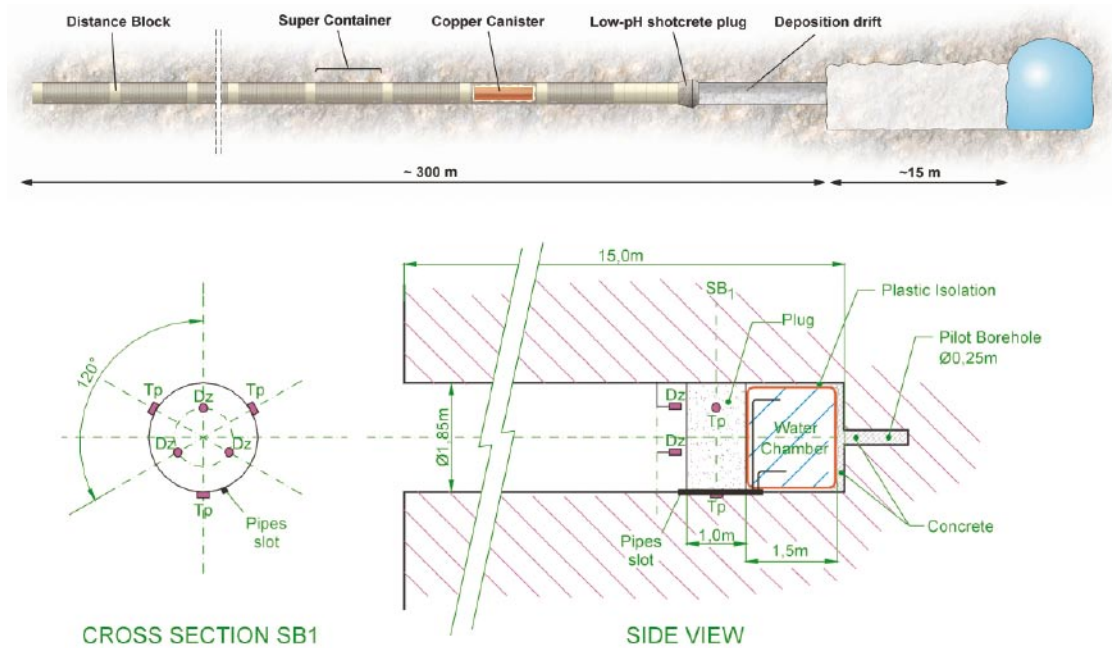 Distance Block
Super Container
Copper Canister
Low-pH shotcrete plug
Deposition drift
~ 300 m
~15 m
15,0m
SB1
Plastic Isolation
Plug
Pilot Borehole
Ø0,25m
120°
Tp
Dz
Tp
Dz
Dz
Tp
Pipes
slot
Ø1,85m
Dz
Dz
Tp
Water
Chamber
Tp
Pipes
slot
1,0m
1,5m
Concrete
CROSS SECTION SB1
SIDE VIEW